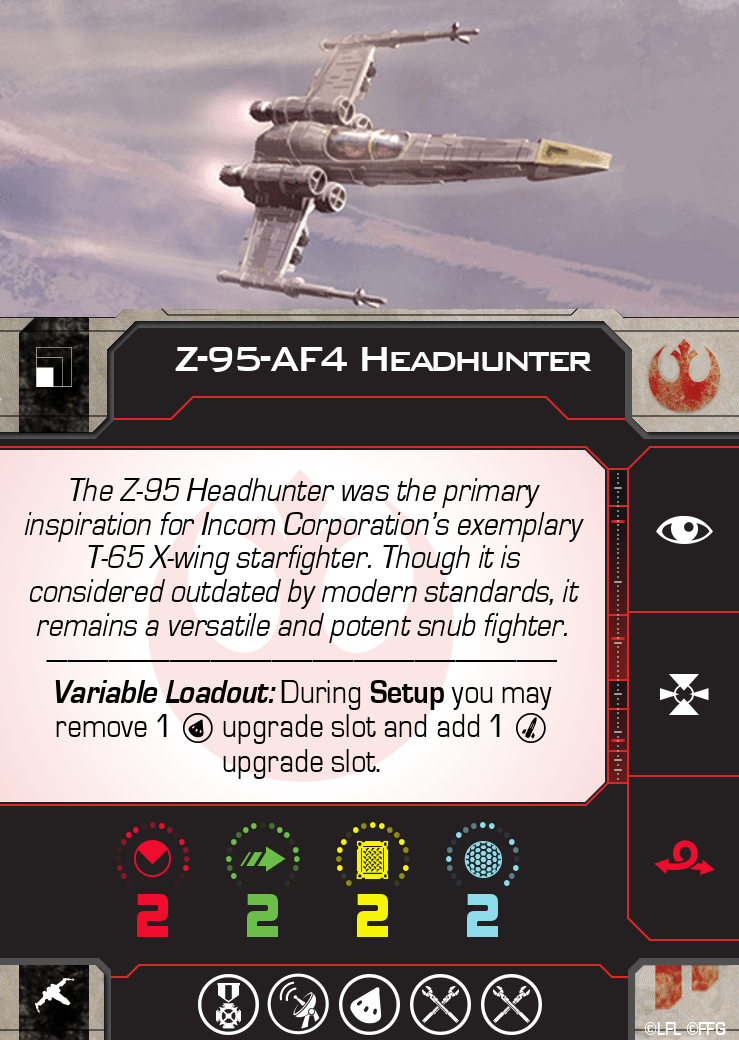 Z-95-AF4 HEADHUNTER
The Z-95 Headhunter was the primary
inspiration for Incom Corporation's exemplary
T-65 X-wing starfighter. Though it is
considered outdated by modern standards, it
remains a versatile and potent snub fighter.
Variable Loadout: During Setup you may
remove 1 upgrade slot and add 1
upgrade slot.
2 2 2 2
©LFL ©FFG